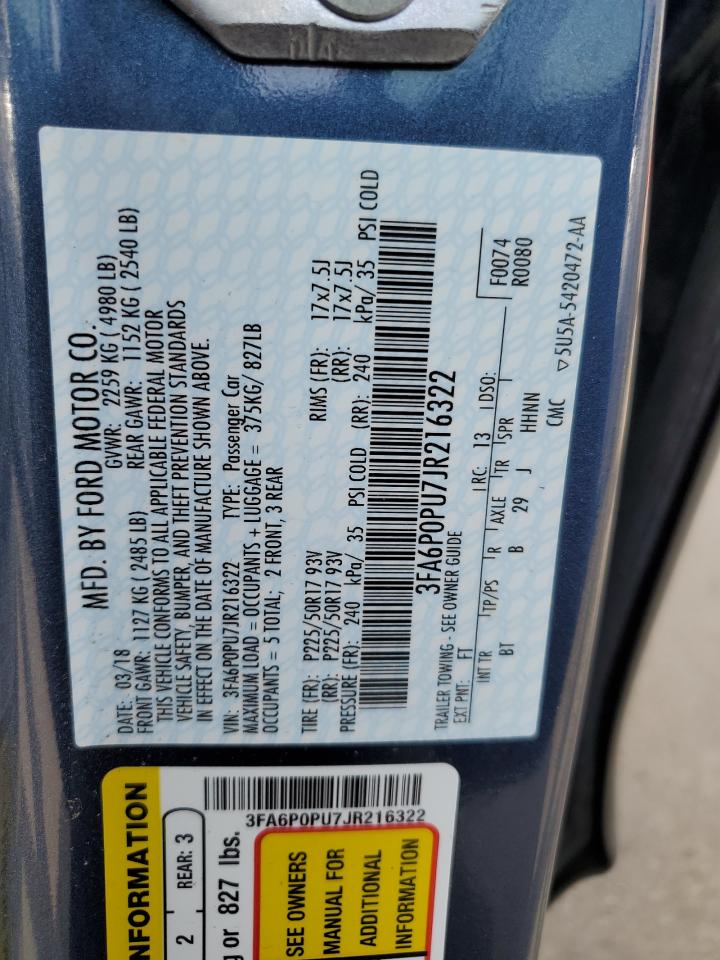 MFD. BY FORD MOTOR CO.
DATE: 03/18 GVWR: 2259 KG ( 4980 LB)
FRONT GAWR: 1127 KG ( 2485 LB) REAR GAWR: 1152 KG ( 2540 LB)
THIS VEHICLE CONFORMS TO ALL APPLICABLE FEDERAL MOTOR
VEHICLE SAFETY, BUMPER, AND THEFT PREVENTION STANDARDS
IN EFFECT ON THE DATE OF MANUFACTURE SHOWN ABOVE.
VIN: 3FA6P0PU7JR216322 TYPE: Passenger Car
MAXIMUM LOAD = OCCUPANTS + LUGGAGE = 375KG/ 827LB
OCCUPANTS = 5 TOTAL; 2 FRONT, 3 REAR
TIRE (FR): P225/50R17 93V RIMS (FR): 17x7.5J
(RR): P225/50R17 93V (RR): 17x7.5J
PRESSURE (FR): 240 kPa/ 35 PSI COLD (RR): 240 kPa/ 35 PSI COLD
3FA6P0PU7JR216322
TRAILER TOWING - SEE OWNER GUIDE
EXT PNT: FT RC: 13 DSO:
F0074
R0080
INT TR TP/PS R AXLE TR SPR
BT B 29 J HHNN
CMC ▽5U5A-5420472-AA
NFORMATION
2 REAR: 3
g or 827 lbs.
3FA6P0PU7JR216322
SEE OWNERS
MANUAL FOR
ADDITIONAL
INFORMATION